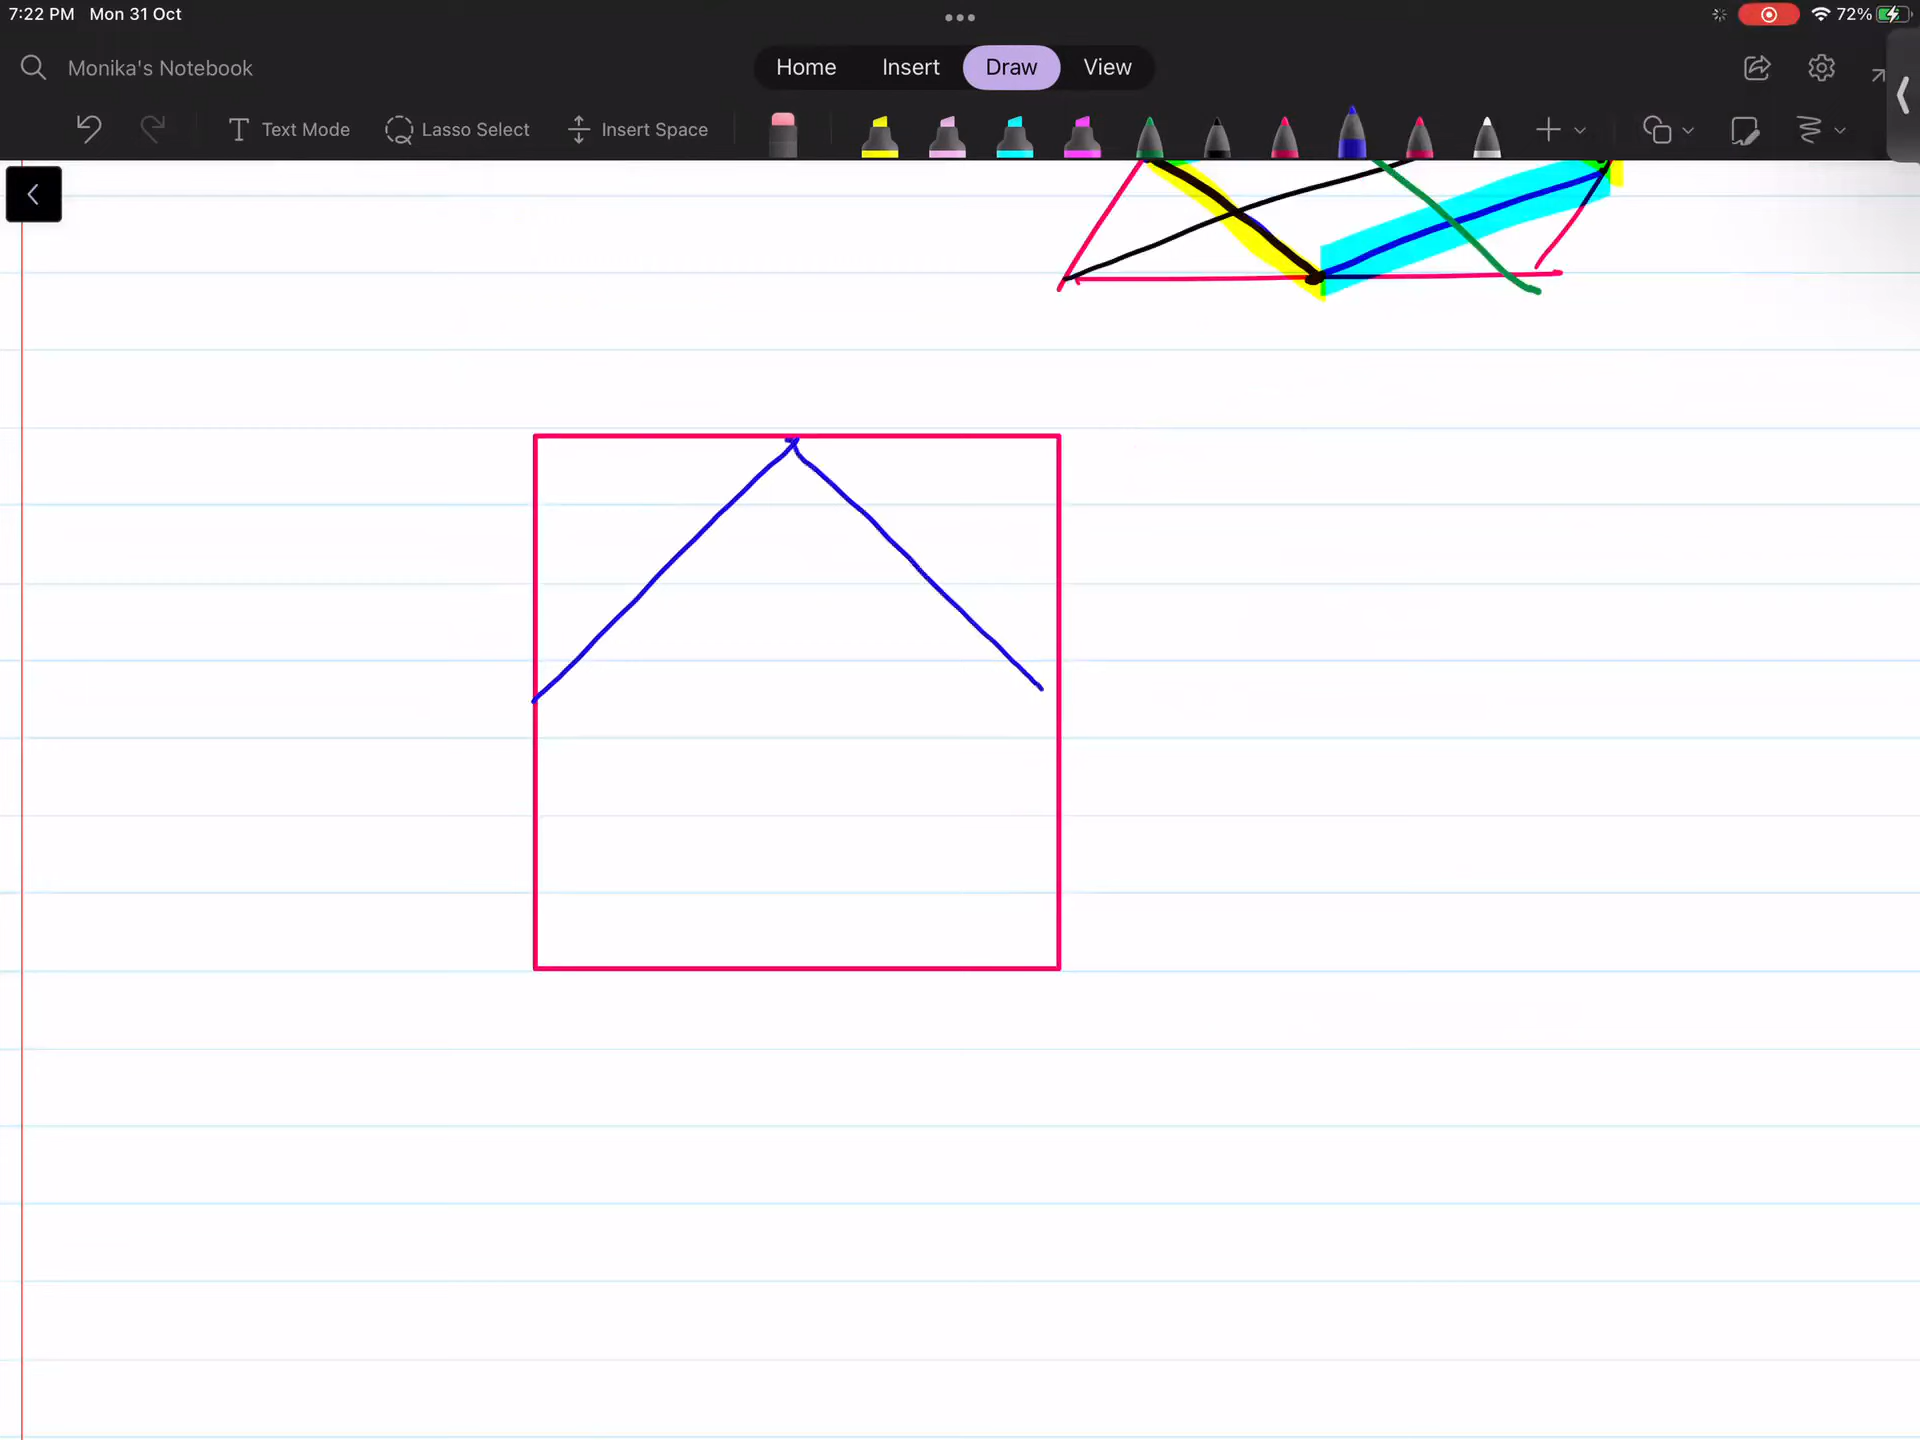 7:22 PM Mon 31 Oct
72%
Monika's Notebook
Home Insert Draw View
Text Mode Lasso Select Insert Space